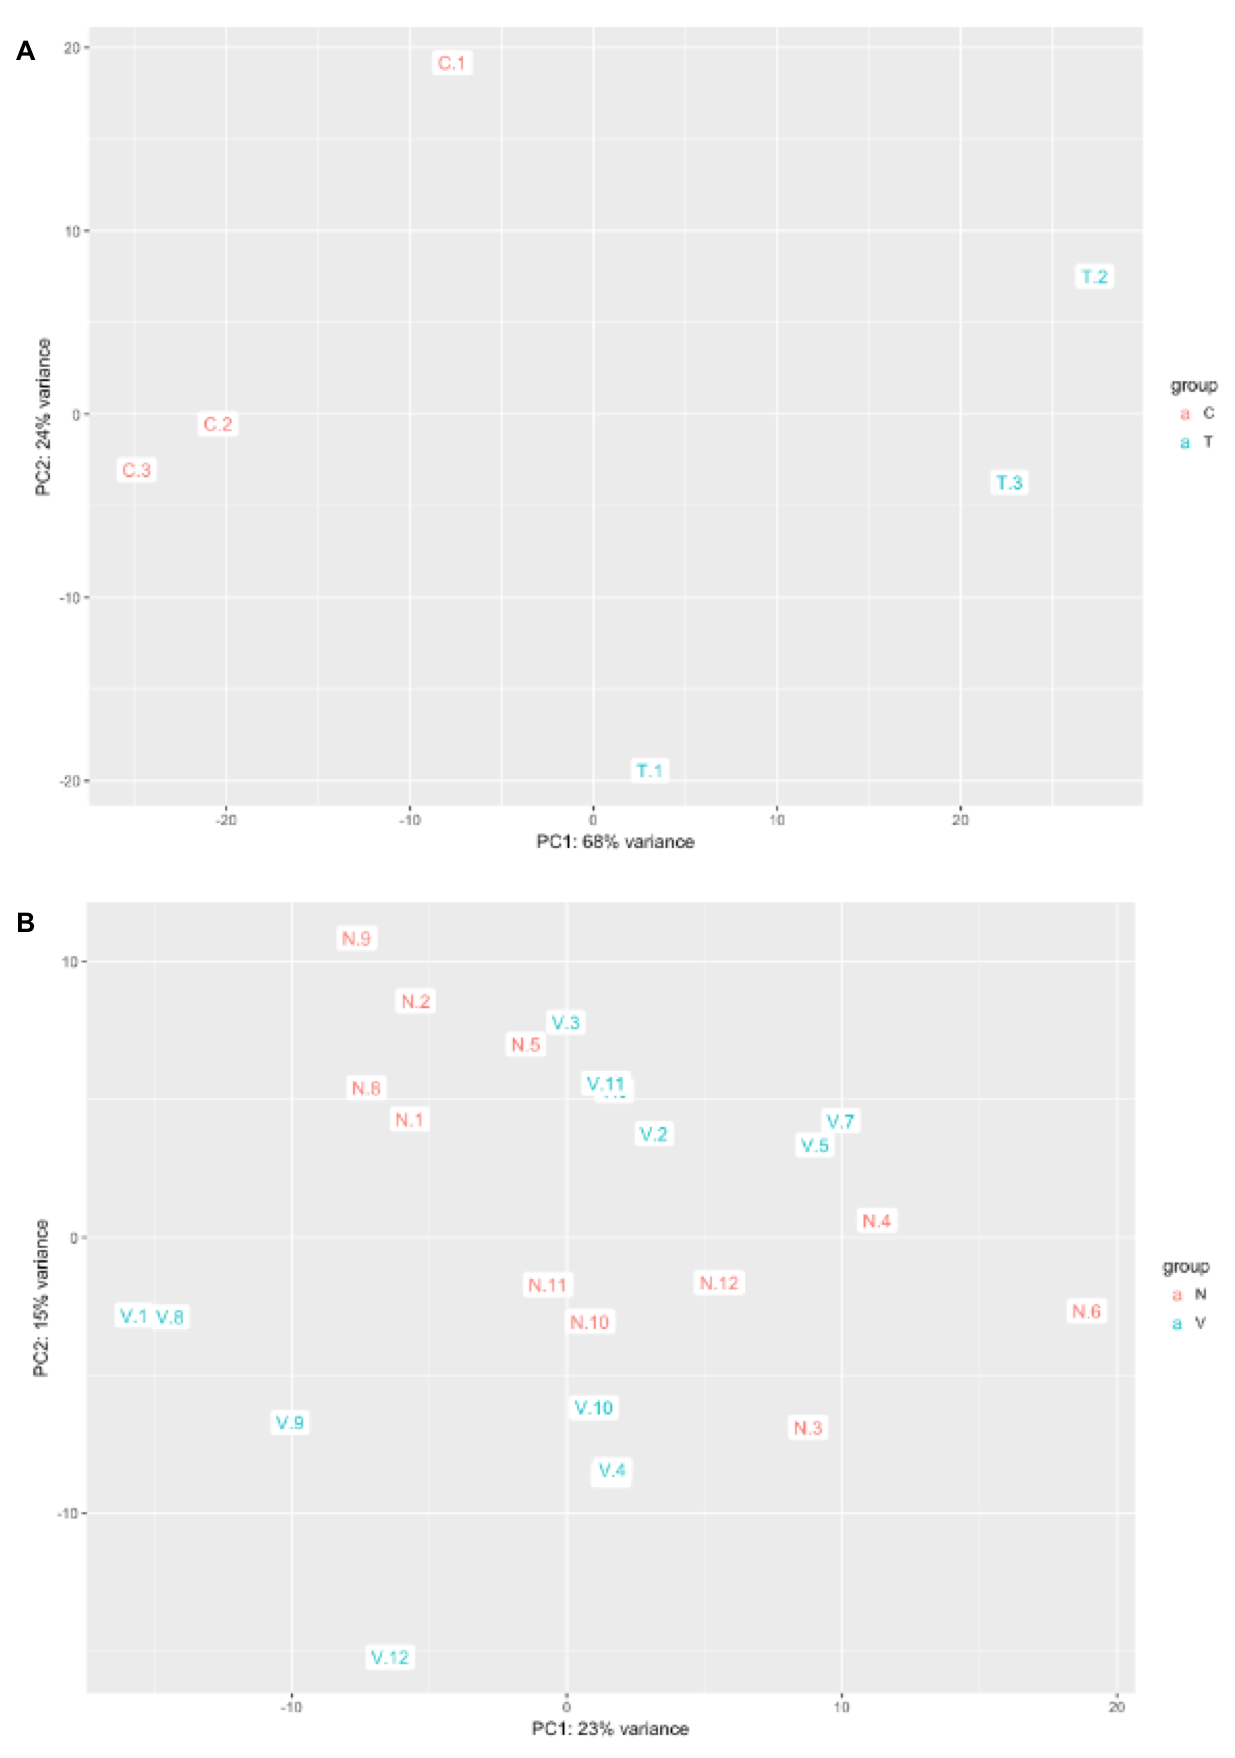 A
20
10
0
-10
-20
PC2: 24% variance
C.1
T.2
C.2
C.3
T.3
T.1
-20
-10
0
10
20
PC1: 68% variance
group
a C
a T
B
10
0
-10
PC2: 15% variance
N.9
N.2
V.3
N.5
V.11
N.8
N.1
V.7
V.2
V.5
N.4
N.11
N.12
N.6
V.1
V.8
N.10
V.10
V.9
N.3
V.4
V.12
-10
0
10
20
PC1: 23% variance
group
a N
a V